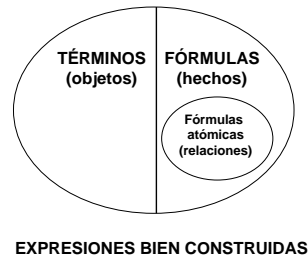 TÉRMINOS
(objetos)
FÓRMULAS
(hechos)
Fórmulas
atómicas
(relaciones)
EXPRESIONES BIEN CONSTRUIDAS